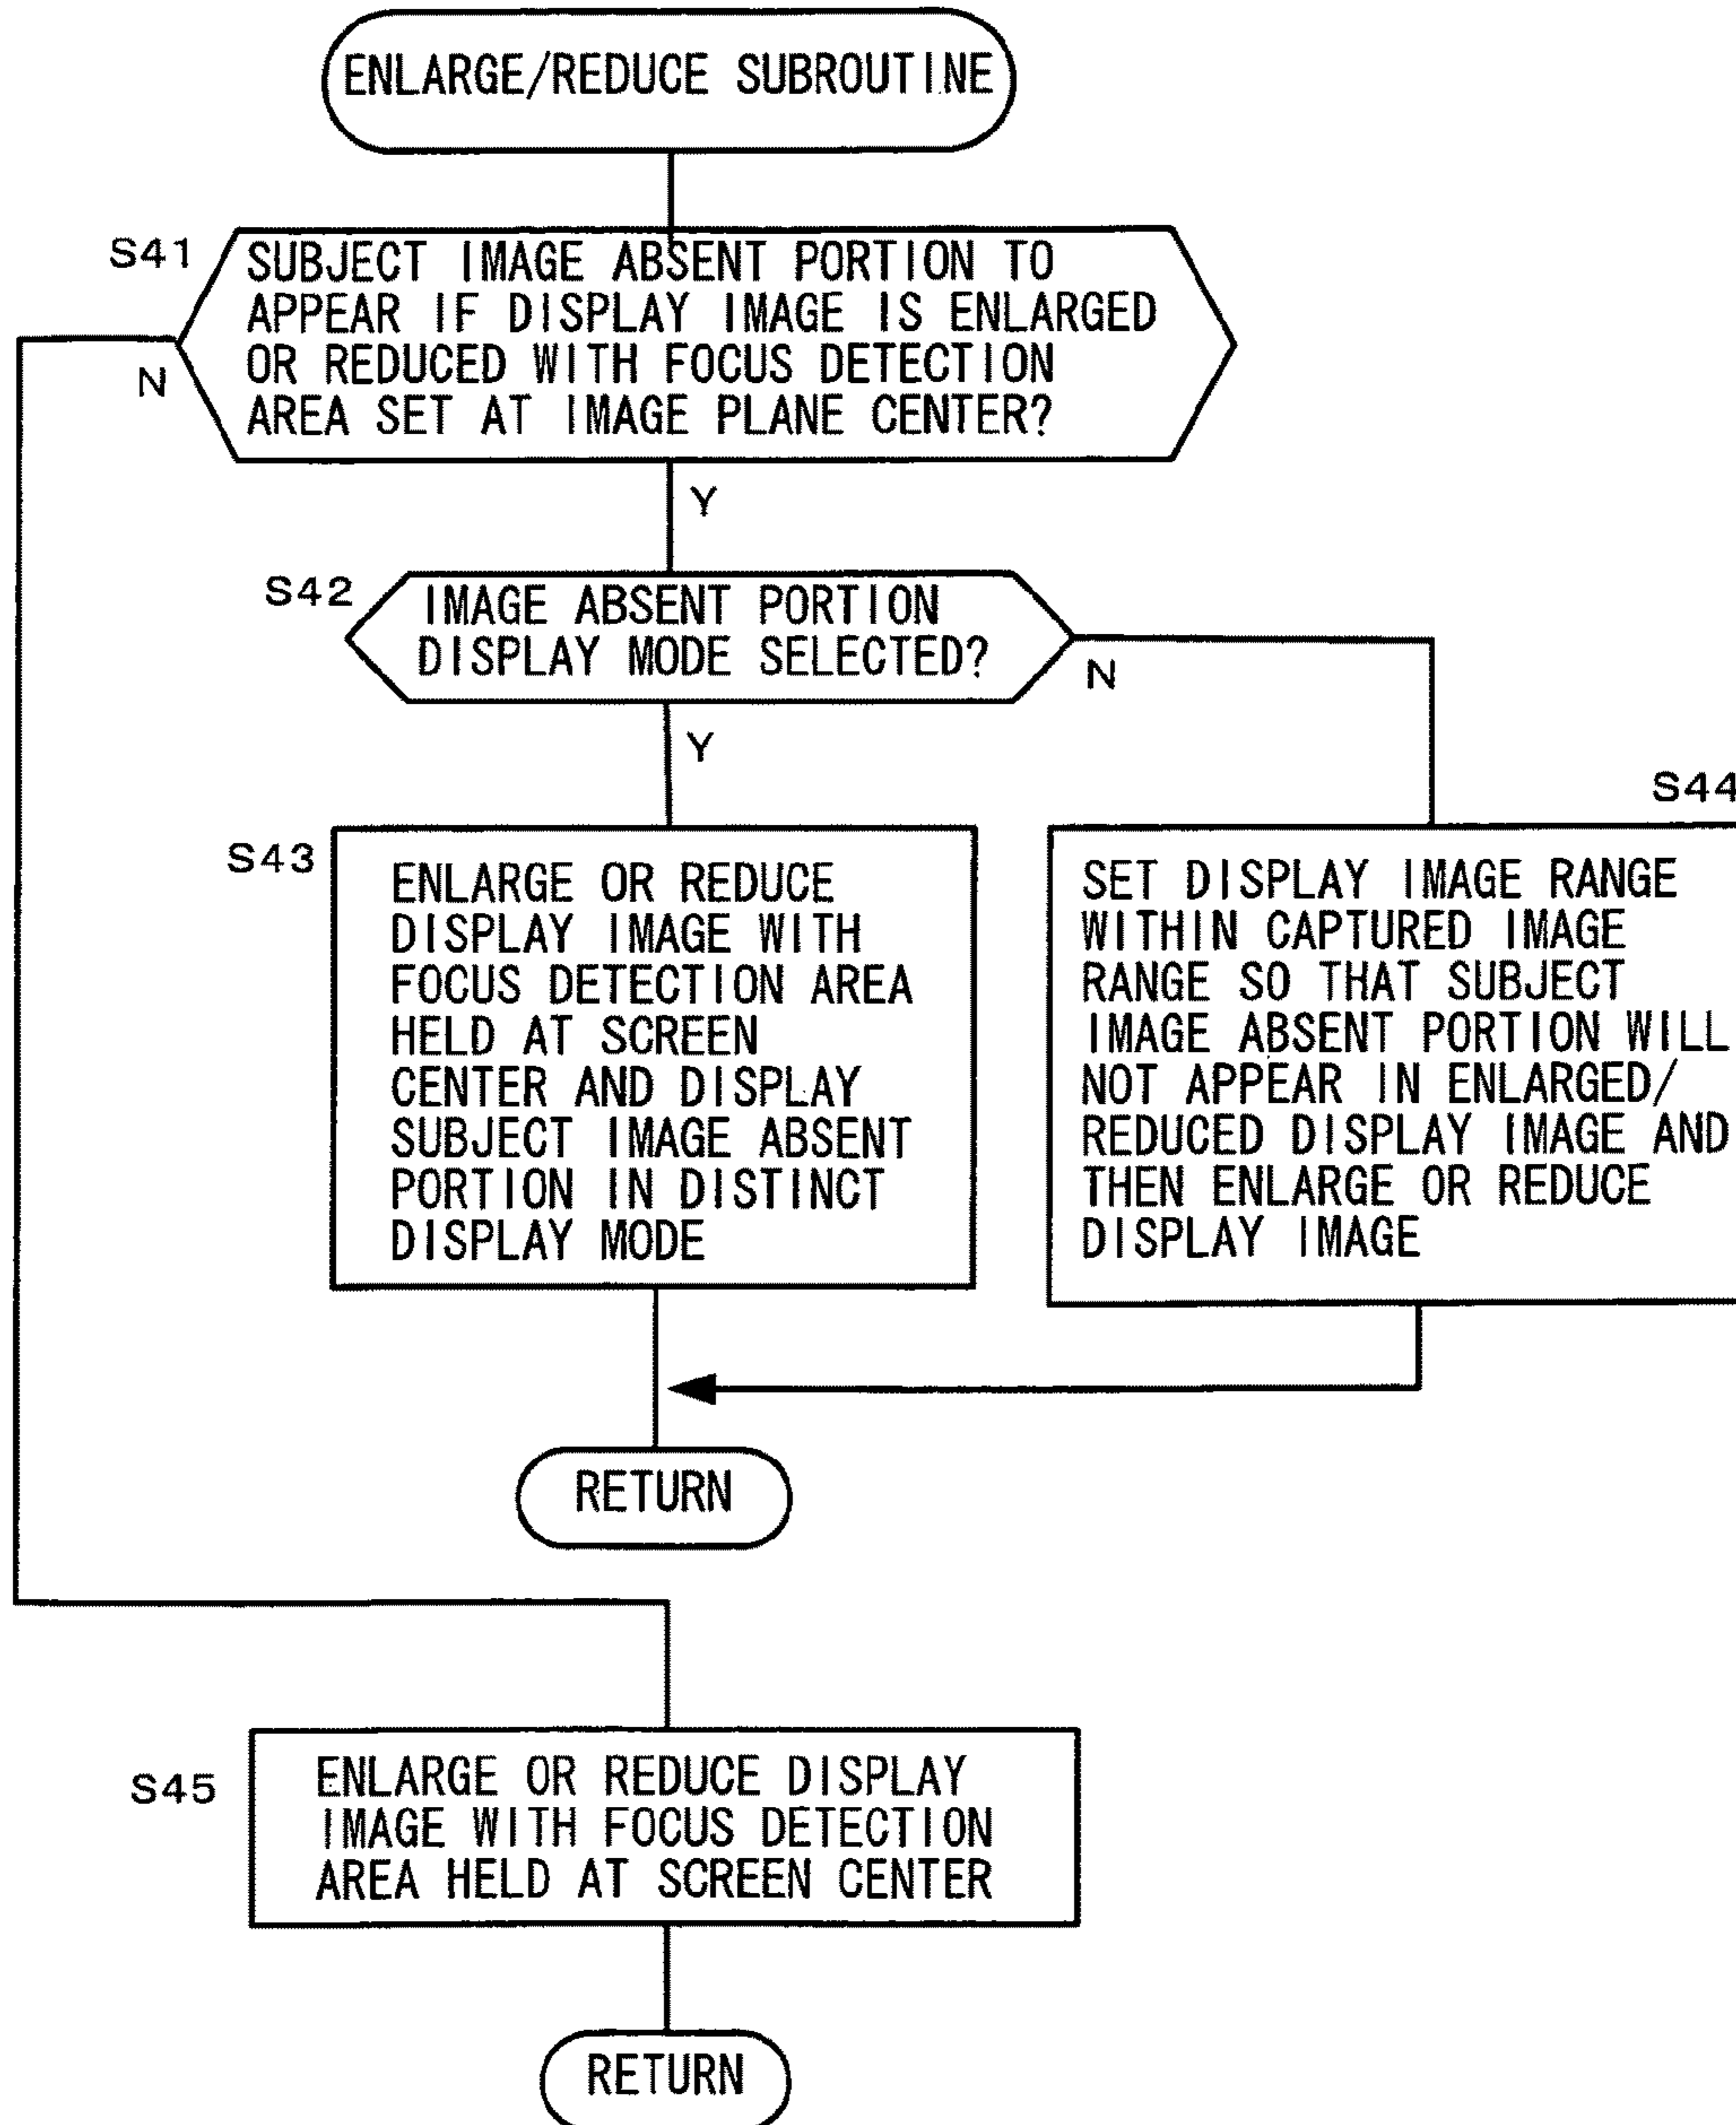 ENLARGE/REDUCE SUBROUTINE
S41
SUBJECT IMAGE ABSENT PORTION TO
APPEAR IF DISPLAY IMAGE IS ENLARGED
OR REDUCED WITH FOCUS DETECTION
AREA SET AT IMAGE PLANE CENTER?
N
Y
S42
IMAGE ABSENT PORTION
DISPLAY MODE SELECTED?
N
Y
S43
ENLARGE OR REDUCE
DISPLAY IMAGE WITH
FOCUS DETECTION AREA
HELD AT SCREEN
CENTER AND DISPLAY
SUBJECT IMAGE ABSENT
PORTION IN DISTINCT
DISPLAY MODE
S44
SET DISPLAY IMAGE RANGE
WITHIN CAPTURED IMAGE
RANGE SO THAT SUBJECT
IMAGE ABSENT PORTION WILL
NOT APPEAR IN ENLARGED/
REDUCED DISPLAY IMAGE AND
THEN ENLARGE OR REDUCE
DISPLAY IMAGE
RETURN
S45
ENLARGE OR REDUCE DISPLAY
IMAGE WITH FOCUS DETECTION
AREA HELD AT SCREEN CENTER
RETURN